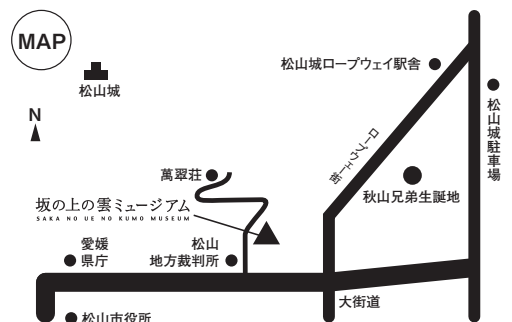 MAP
松山城
N
松山城ロープウェイ駅舎
松山城駐車場
ロープウェー街
秋山兄弟生誕地
萬翠荘
坂の上の雲ミュージアム
SAKA NO UE NO KUMO MUSEUM
愛媛
県庁
松山
地方裁判所
大街道
松山市役所